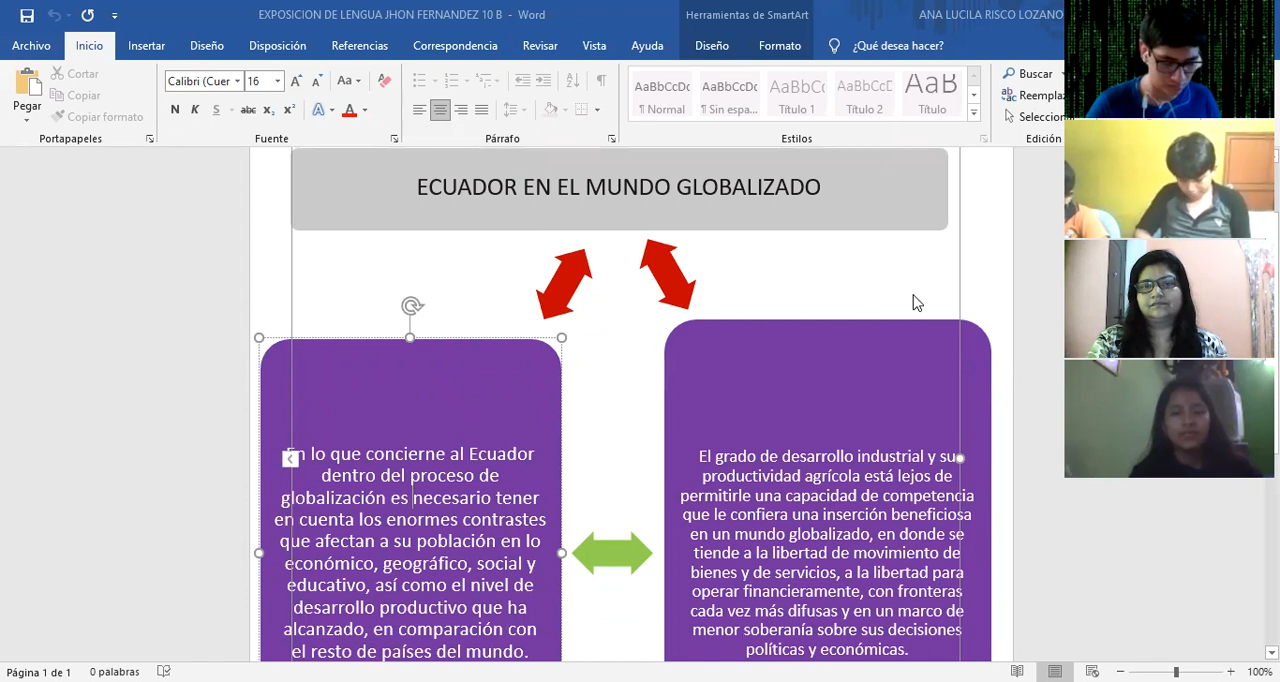 EXPOSICION DE LENGUA JHON FERNANDEZ 10 B - Word
Herramientas de SmartArt
ANA LUCILA RISCO LOZANO
Archivo Inicio Insertar Diseño Disposición Referencias Correspondencia Revisar Vista Ayuda Diseño Formato ¿Qué desea hacer?
Pegar
Cortar
Copiar
Copiar formato
Portapapeles
Calibri (Cuer 16
Fuente
Párrafo
AaBbCcDc AaBbCcDc AaBbCc AaBbCcD AaB
¶ Normal ¶ Sin espa... Título 1 Título 2 Título
Estilos
Buscar
Reempla
Seleccion
Edición
ECUADOR EN EL MUNDO GLOBALIZADO
En lo que concierne al Ecuador
dentro del proceso de
globalización es necesario tener
en cuenta los enormes contrastes
que afectan a su población en lo
económico, geográfico, social y
educativo, así como el nivel de
desarrollo productivo que ha
alcanzado, en comparación con
el resto de países del mundo.
El grado de desarrollo industrial y su
productividad agrícola está lejos de
permitirle una capacidad de competencia
que le confiera una inserción beneficiosa
en un mundo globalizado, en donde se
tiende a la libertad de movimiento de
bienes y de servicios, a la libertad para
operar financieramente, con fronteras
cada vez más difusas y en un marco de
menor soberanía sobre sus decisiones
políticas y económicas.
Página 1 de 1 0 palabras
100%